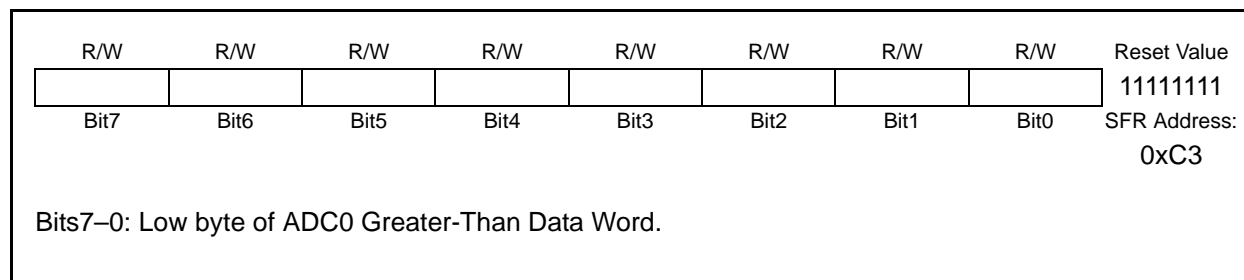 R/W R/W R/W R/W R/W R/W R/W R/W Reset Value
11111111
Bit7 Bit6 Bit5 Bit4 Bit3 Bit2 Bit1 Bit0 SFR Address:
0xC3
Bits7–0: Low byte of ADC0 Greater-Than Data Word.